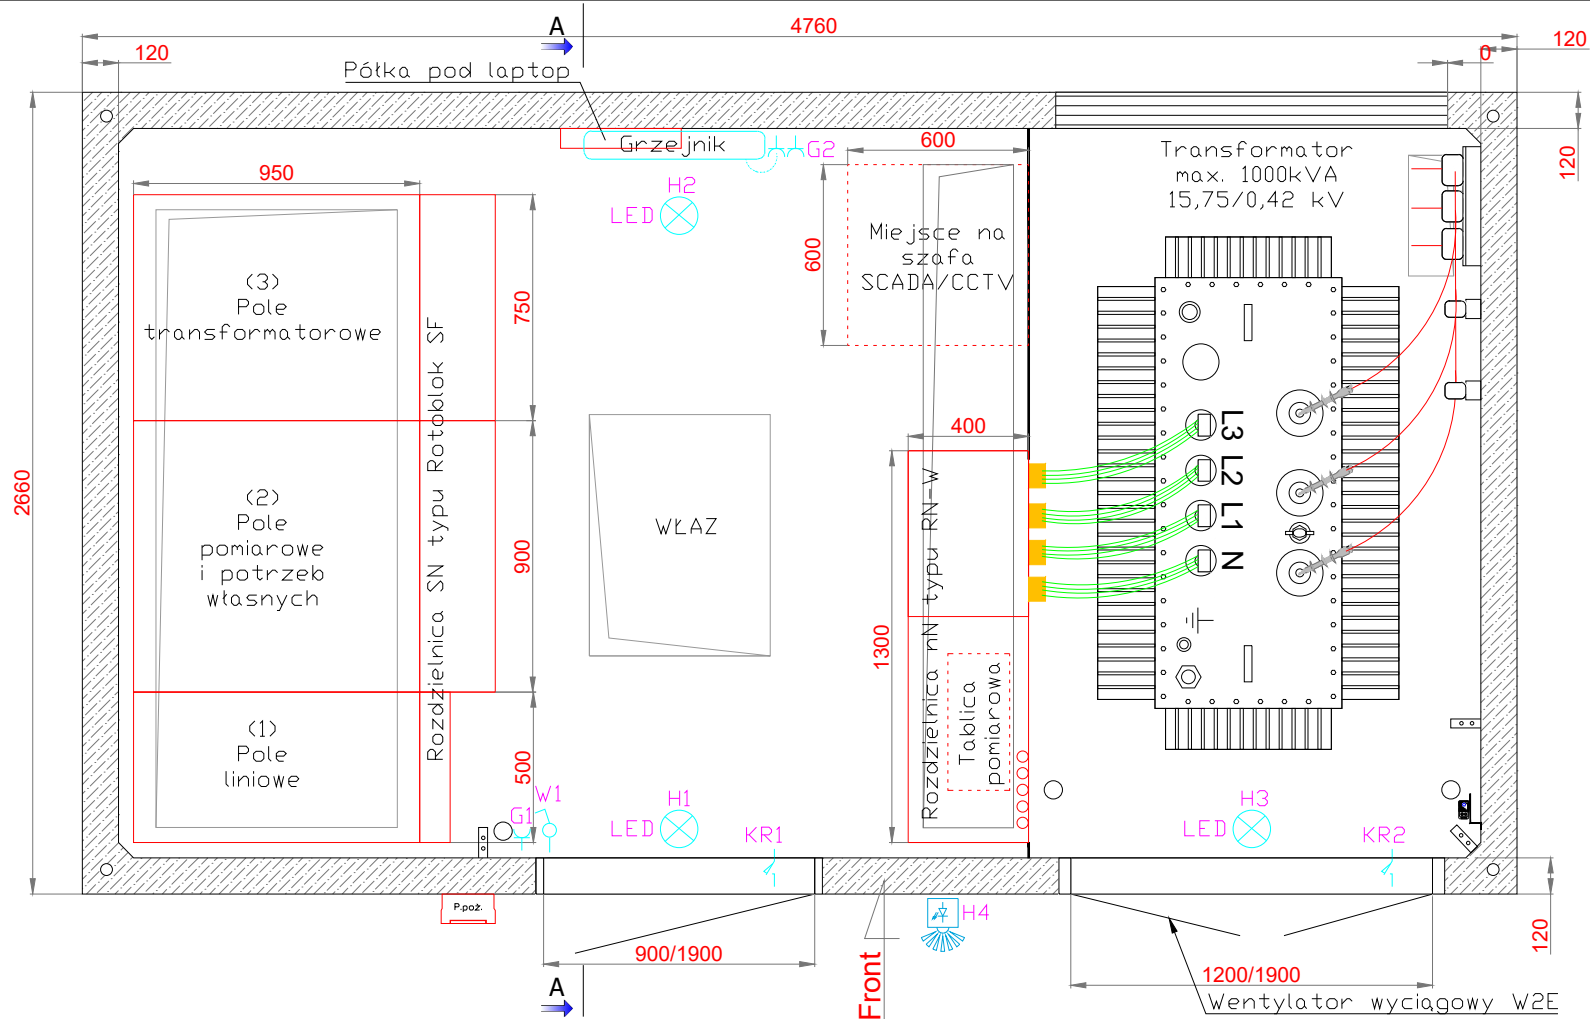 A
4760
120
120
Półka pod laptop
0
Grzejnik
G2
600
120
Transformator
max. 1000kVA
15,75/0,42 kV
950
H2
LED
Miejsce na
szafa
SCADA/CCTV
600
(3)
Pole
transformatorowe
750
Rozdzielnica SN typu Rotoblok SF
400
L3
L2
L1
N
2660
(2)
Pole
pomiarowe
i potrzeb
własnych
900
WŁAZ
Rozdzielnica nN typu RN-W
1300
Tablica
pomiarowa
(1)
Pole
liniowe
500
W1
G1
H1
LED
KR1
H3
LED
KR2
P.poż.
H4
120
900/1900
Front
1200/1900
A
Wentylator wyciągowy W2E